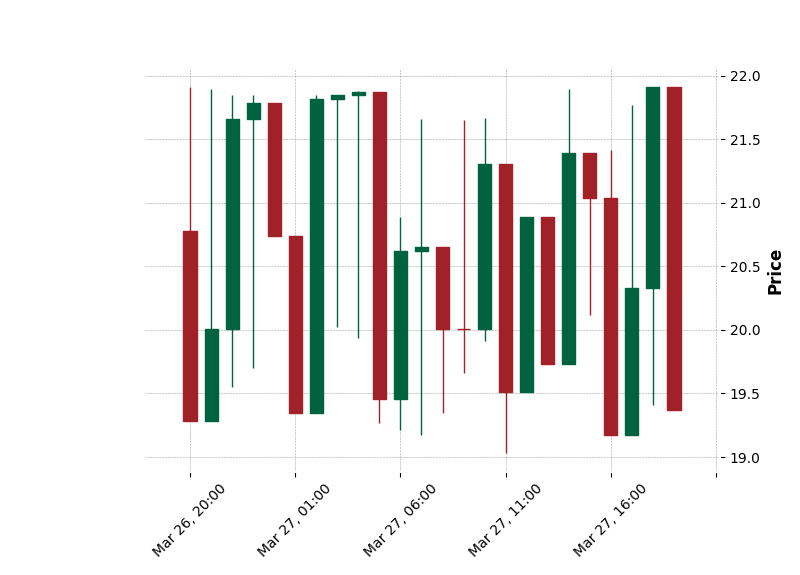 22.0
21.5
21.0
20.5
20.0
19.5
19.0
Price
Mar 26, 20:00
Mar 27, 01:00
Mar 27, 06:00
Mar 27, 11:00
Mar 27, 16:00